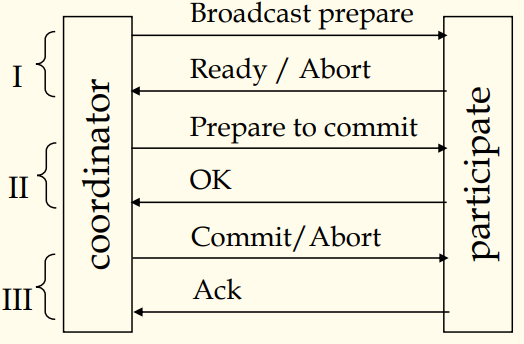 Broadcast prepare
I
Ready / Abort
Prepare to commit
II
OK
Commit/Abort
III
Ack
coordinator
participate